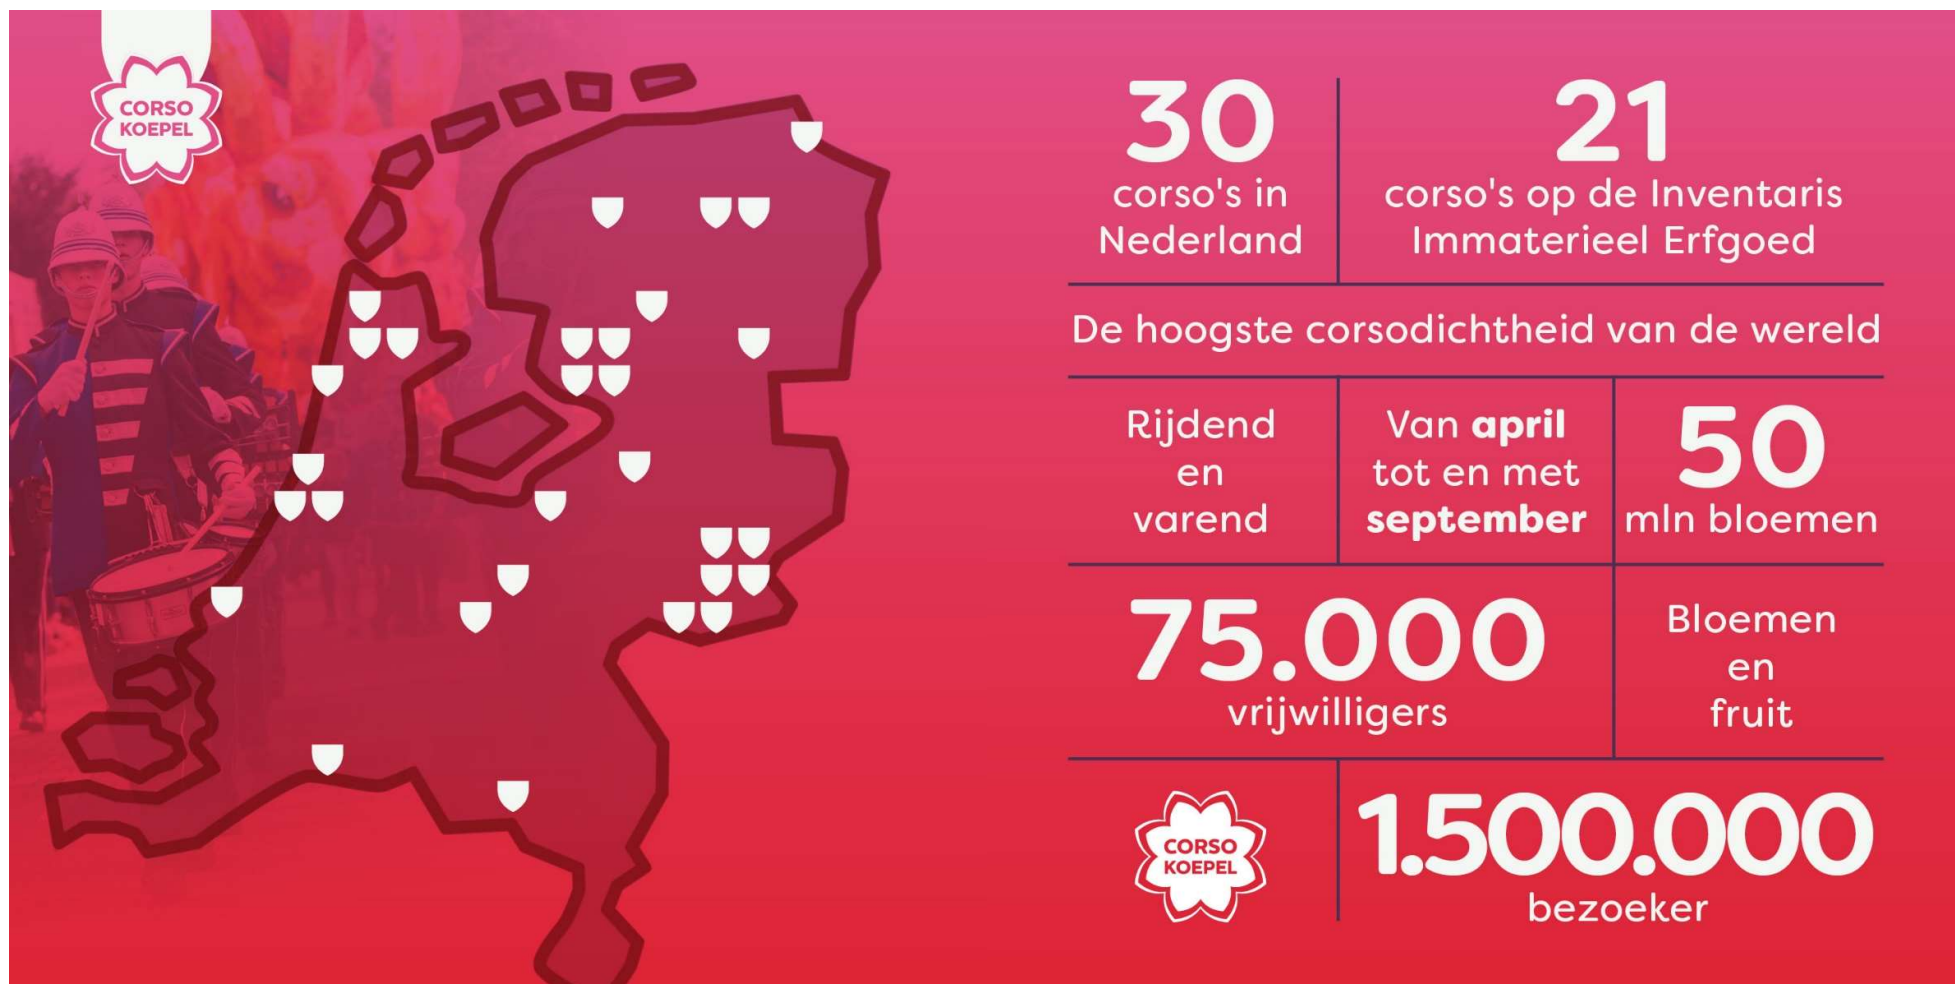 CORSO
KOEPEL
30
corso's in
Nederland
21
corso's op de Inventaris
Immaterieel Erfgoed
De hoogste corsodichtheid van de wereld
Rijdend
en
varend
Van april
tot en met
september
50
mln bloemen
75.000
vrijwilligers
Bloemen
en
fruit
CORSO
KOEPEL
1.500.000
bezoeker